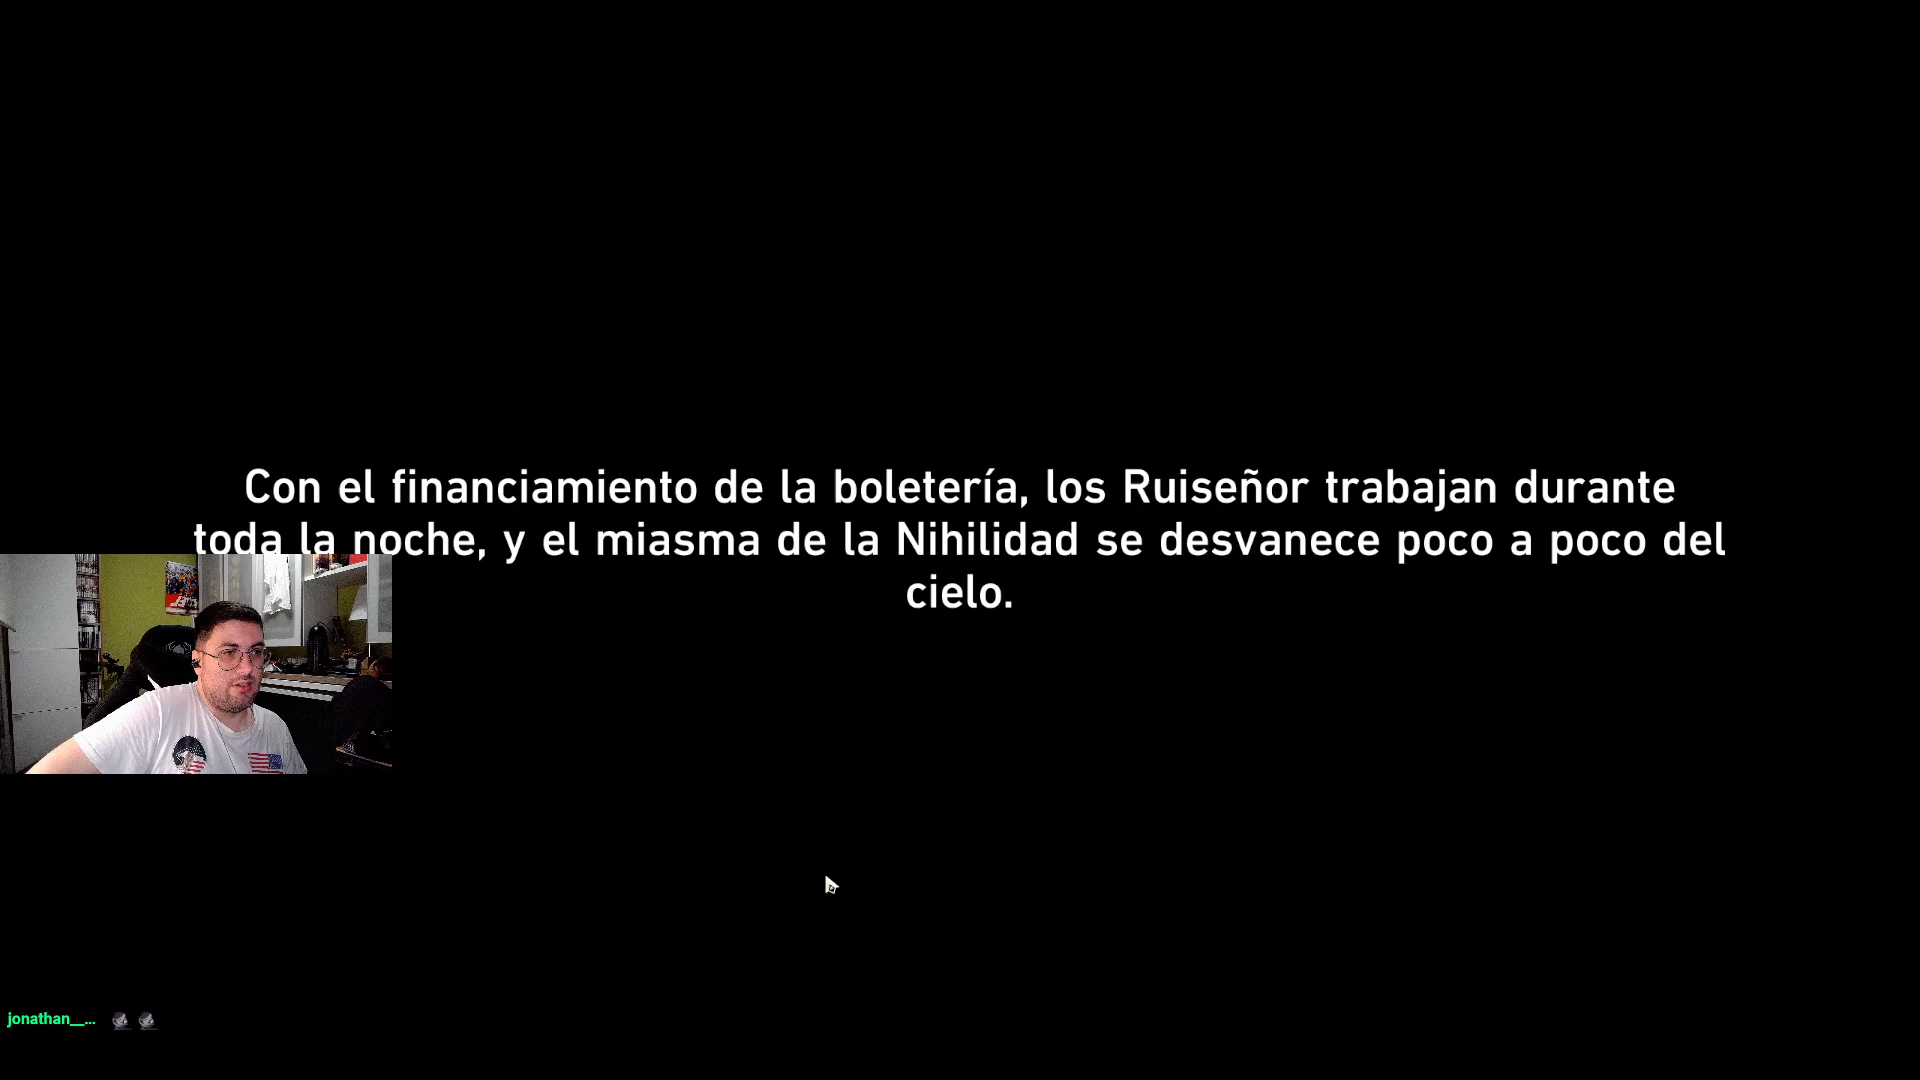 Con el financiamiento de la boletería, los Ruiseñor trabajan durante
toda la noche, y el miasma de la Nihilidad se desvanece poco a poco del
cielo.
jonathan__...